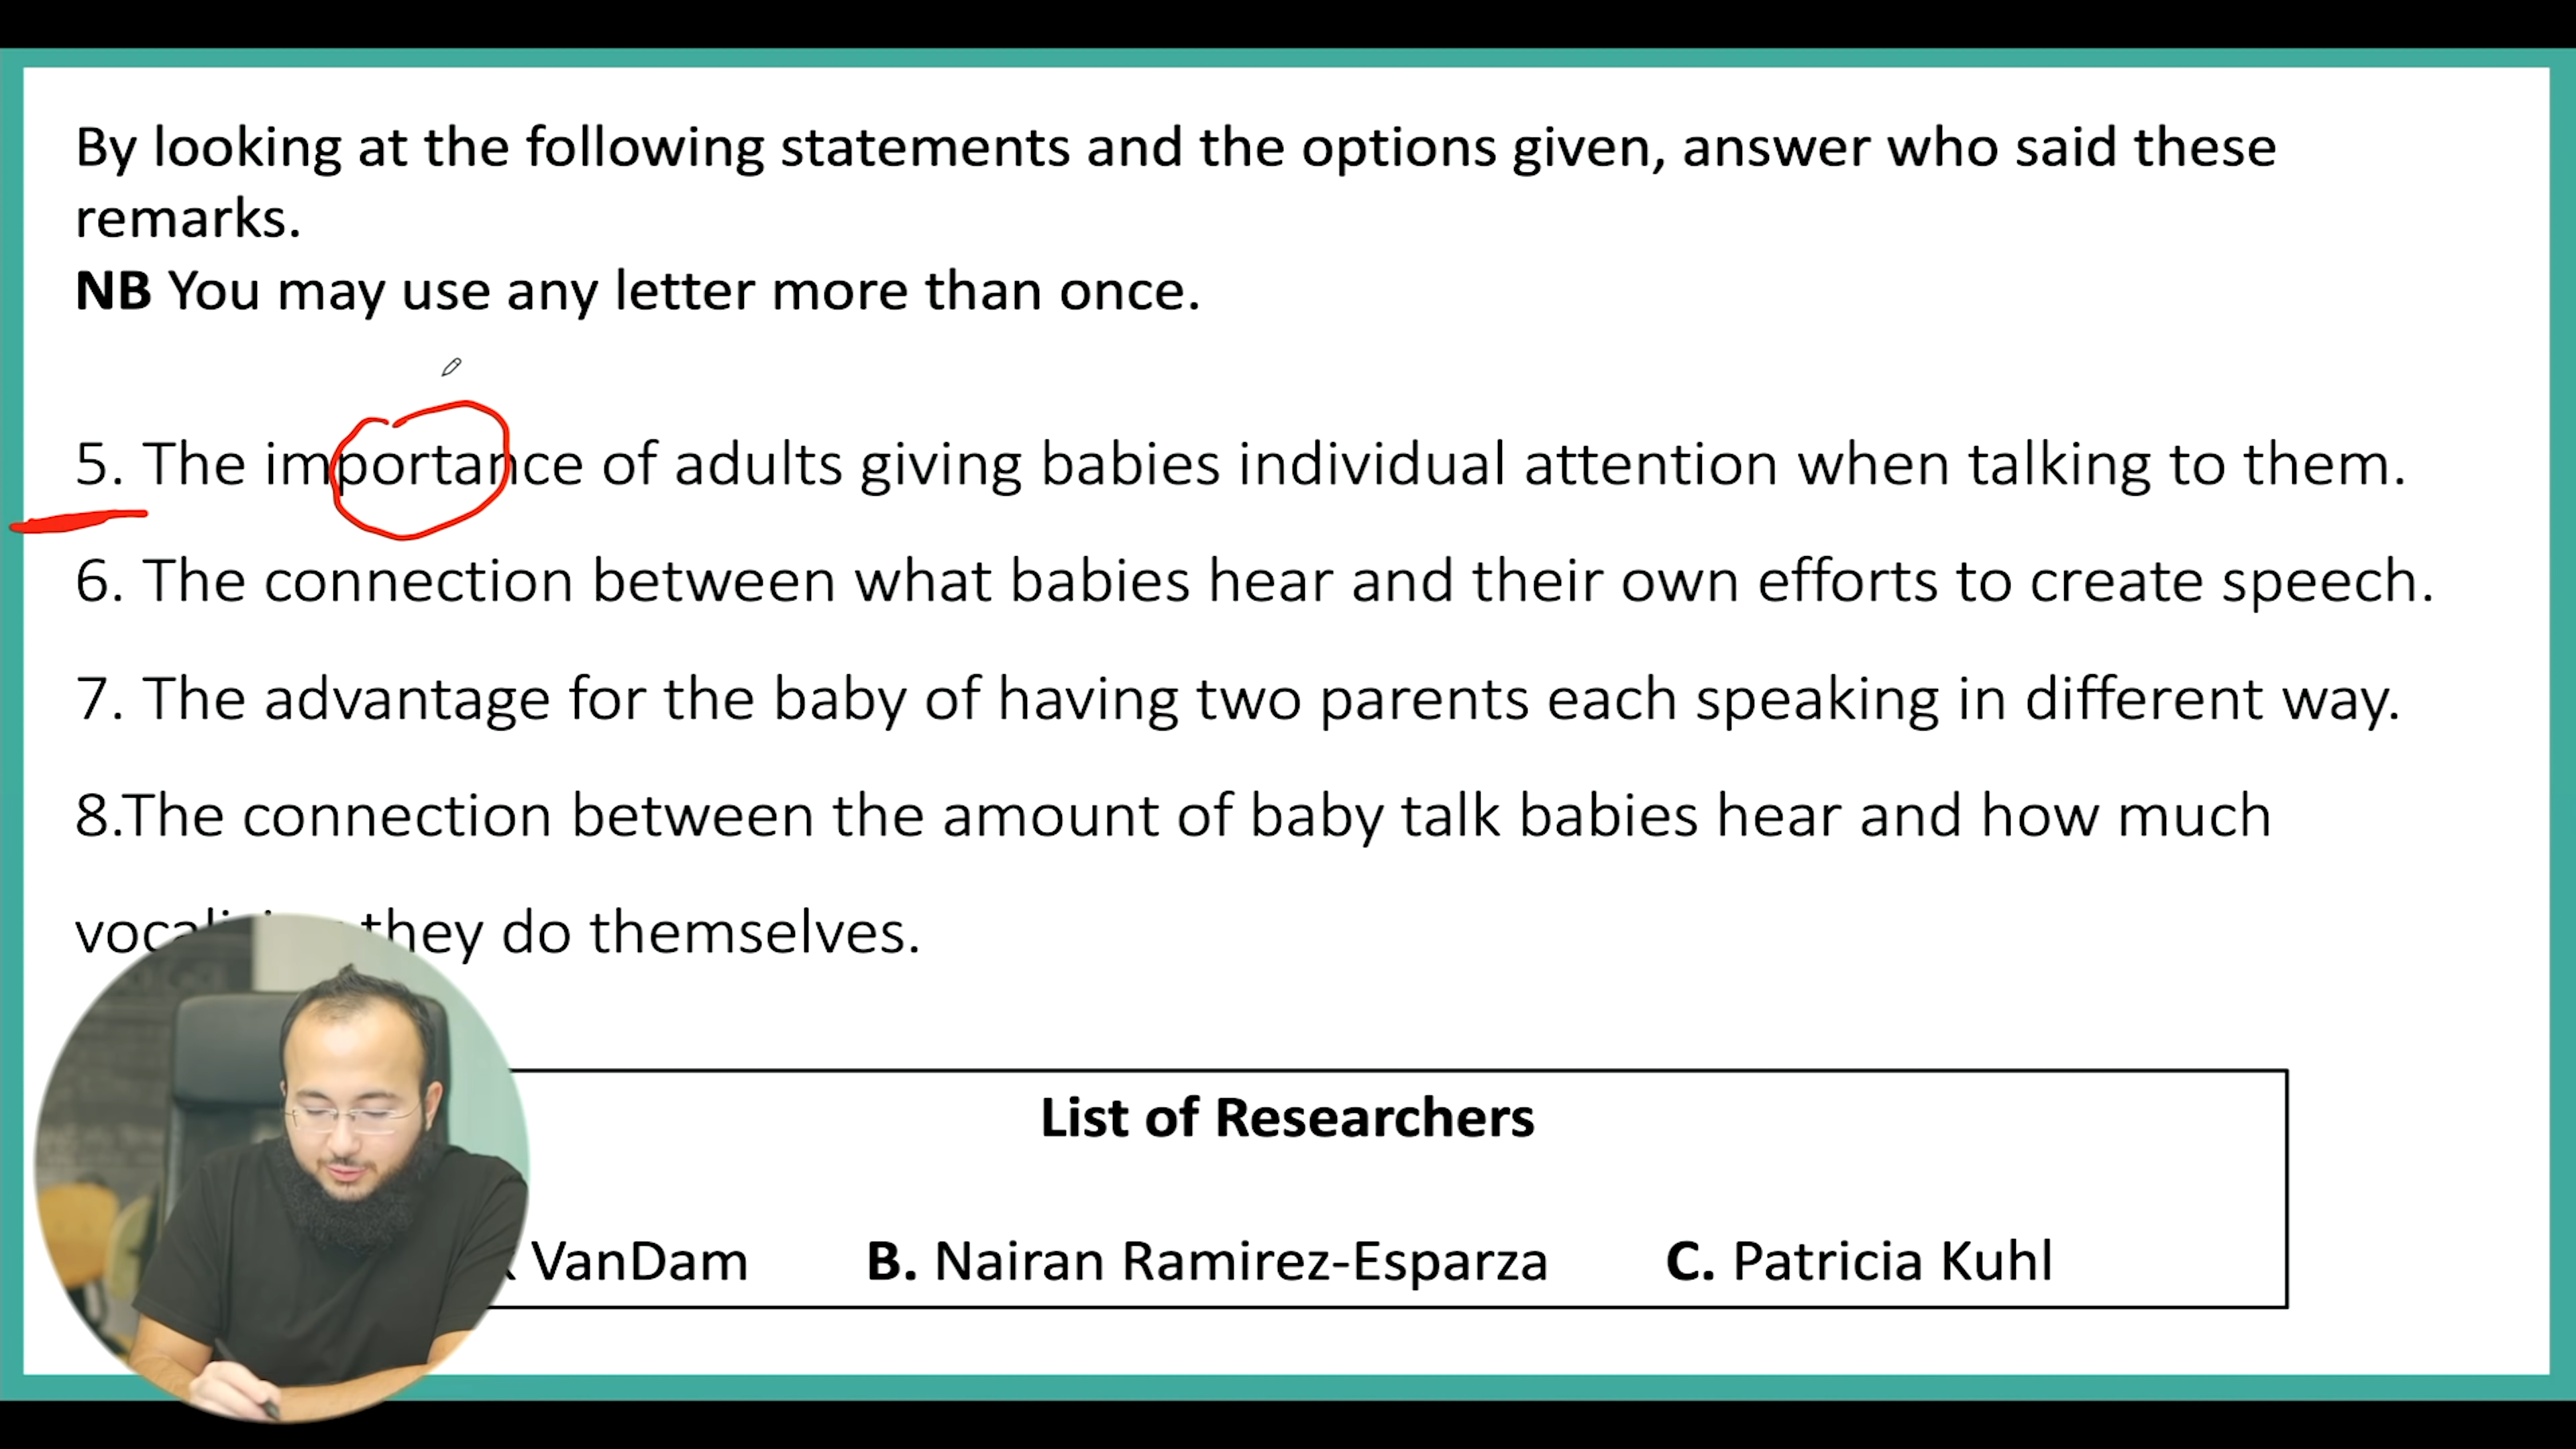 By looking at the following statements and the options given, answer who said these
remarks.
NB You may use any letter more than once.
5. The importance of adults giving babies individual attention when talking to them.
6. The connection between what babies hear and their own efforts to create speech.
7. The advantage for the baby of having two parents each speaking in different way.
8.The connection between the amount of baby talk babies hear and how much
they do themselves.
List of Researchers
VanDam B. Nairan Ramirez-Esparza C. Patricia Kuhl